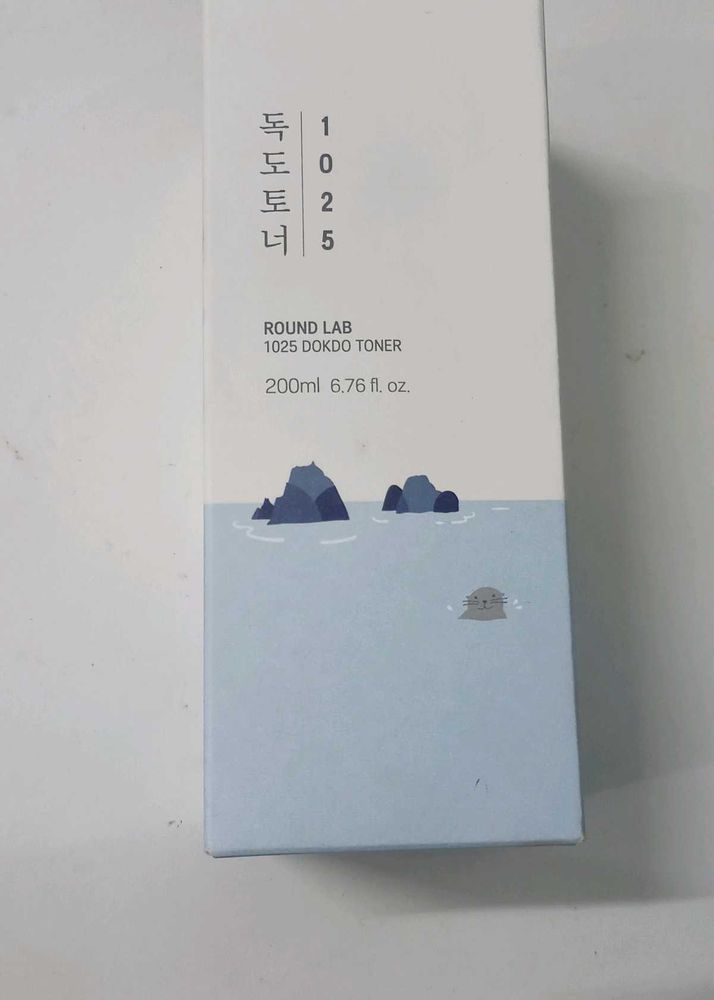 독도토너
1025
ROUND LAB
1025 DOKDO TONER
200ml 6.76 fl. oz.